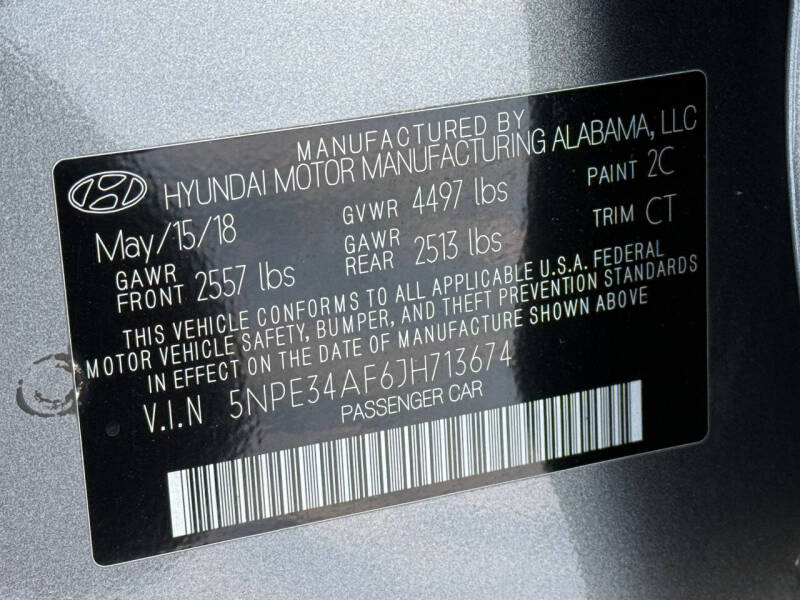 MANUFACTURED BY
HYUNDAI MOTOR MANUFACTURING ALABAMA, LLC
May/15/18 GVWR 4497 lbs PAINT 2C
GAWR FRONT 2557 lbs GAWR REAR 2513 lbs TRIM CT
THIS VEHICLE CONFORMS TO ALL APPLICABLE U.S.A. FEDERAL
MOTOR VEHICLE SAFETY, BUMPER, AND THEFT PREVENTION STANDARDS
IN EFFECT ON THE DATE OF MANUFACTURE SHOWN ABOVE
V.I.N 5NPE34AF6JH713674
PASSENGER CAR